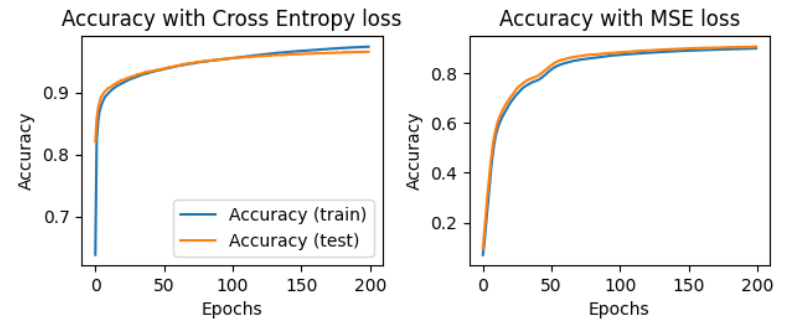 Accuracy with Cross Entropy loss
Accuracy
0.9
0.8
0.7
Accuracy (train)
Accuracy (test)
0 50 100 150 200
Epochs
Accuracy with MSE loss
Accuracy
0.8
0.6
0.4
0.2
0 50 100 150 200
Epochs